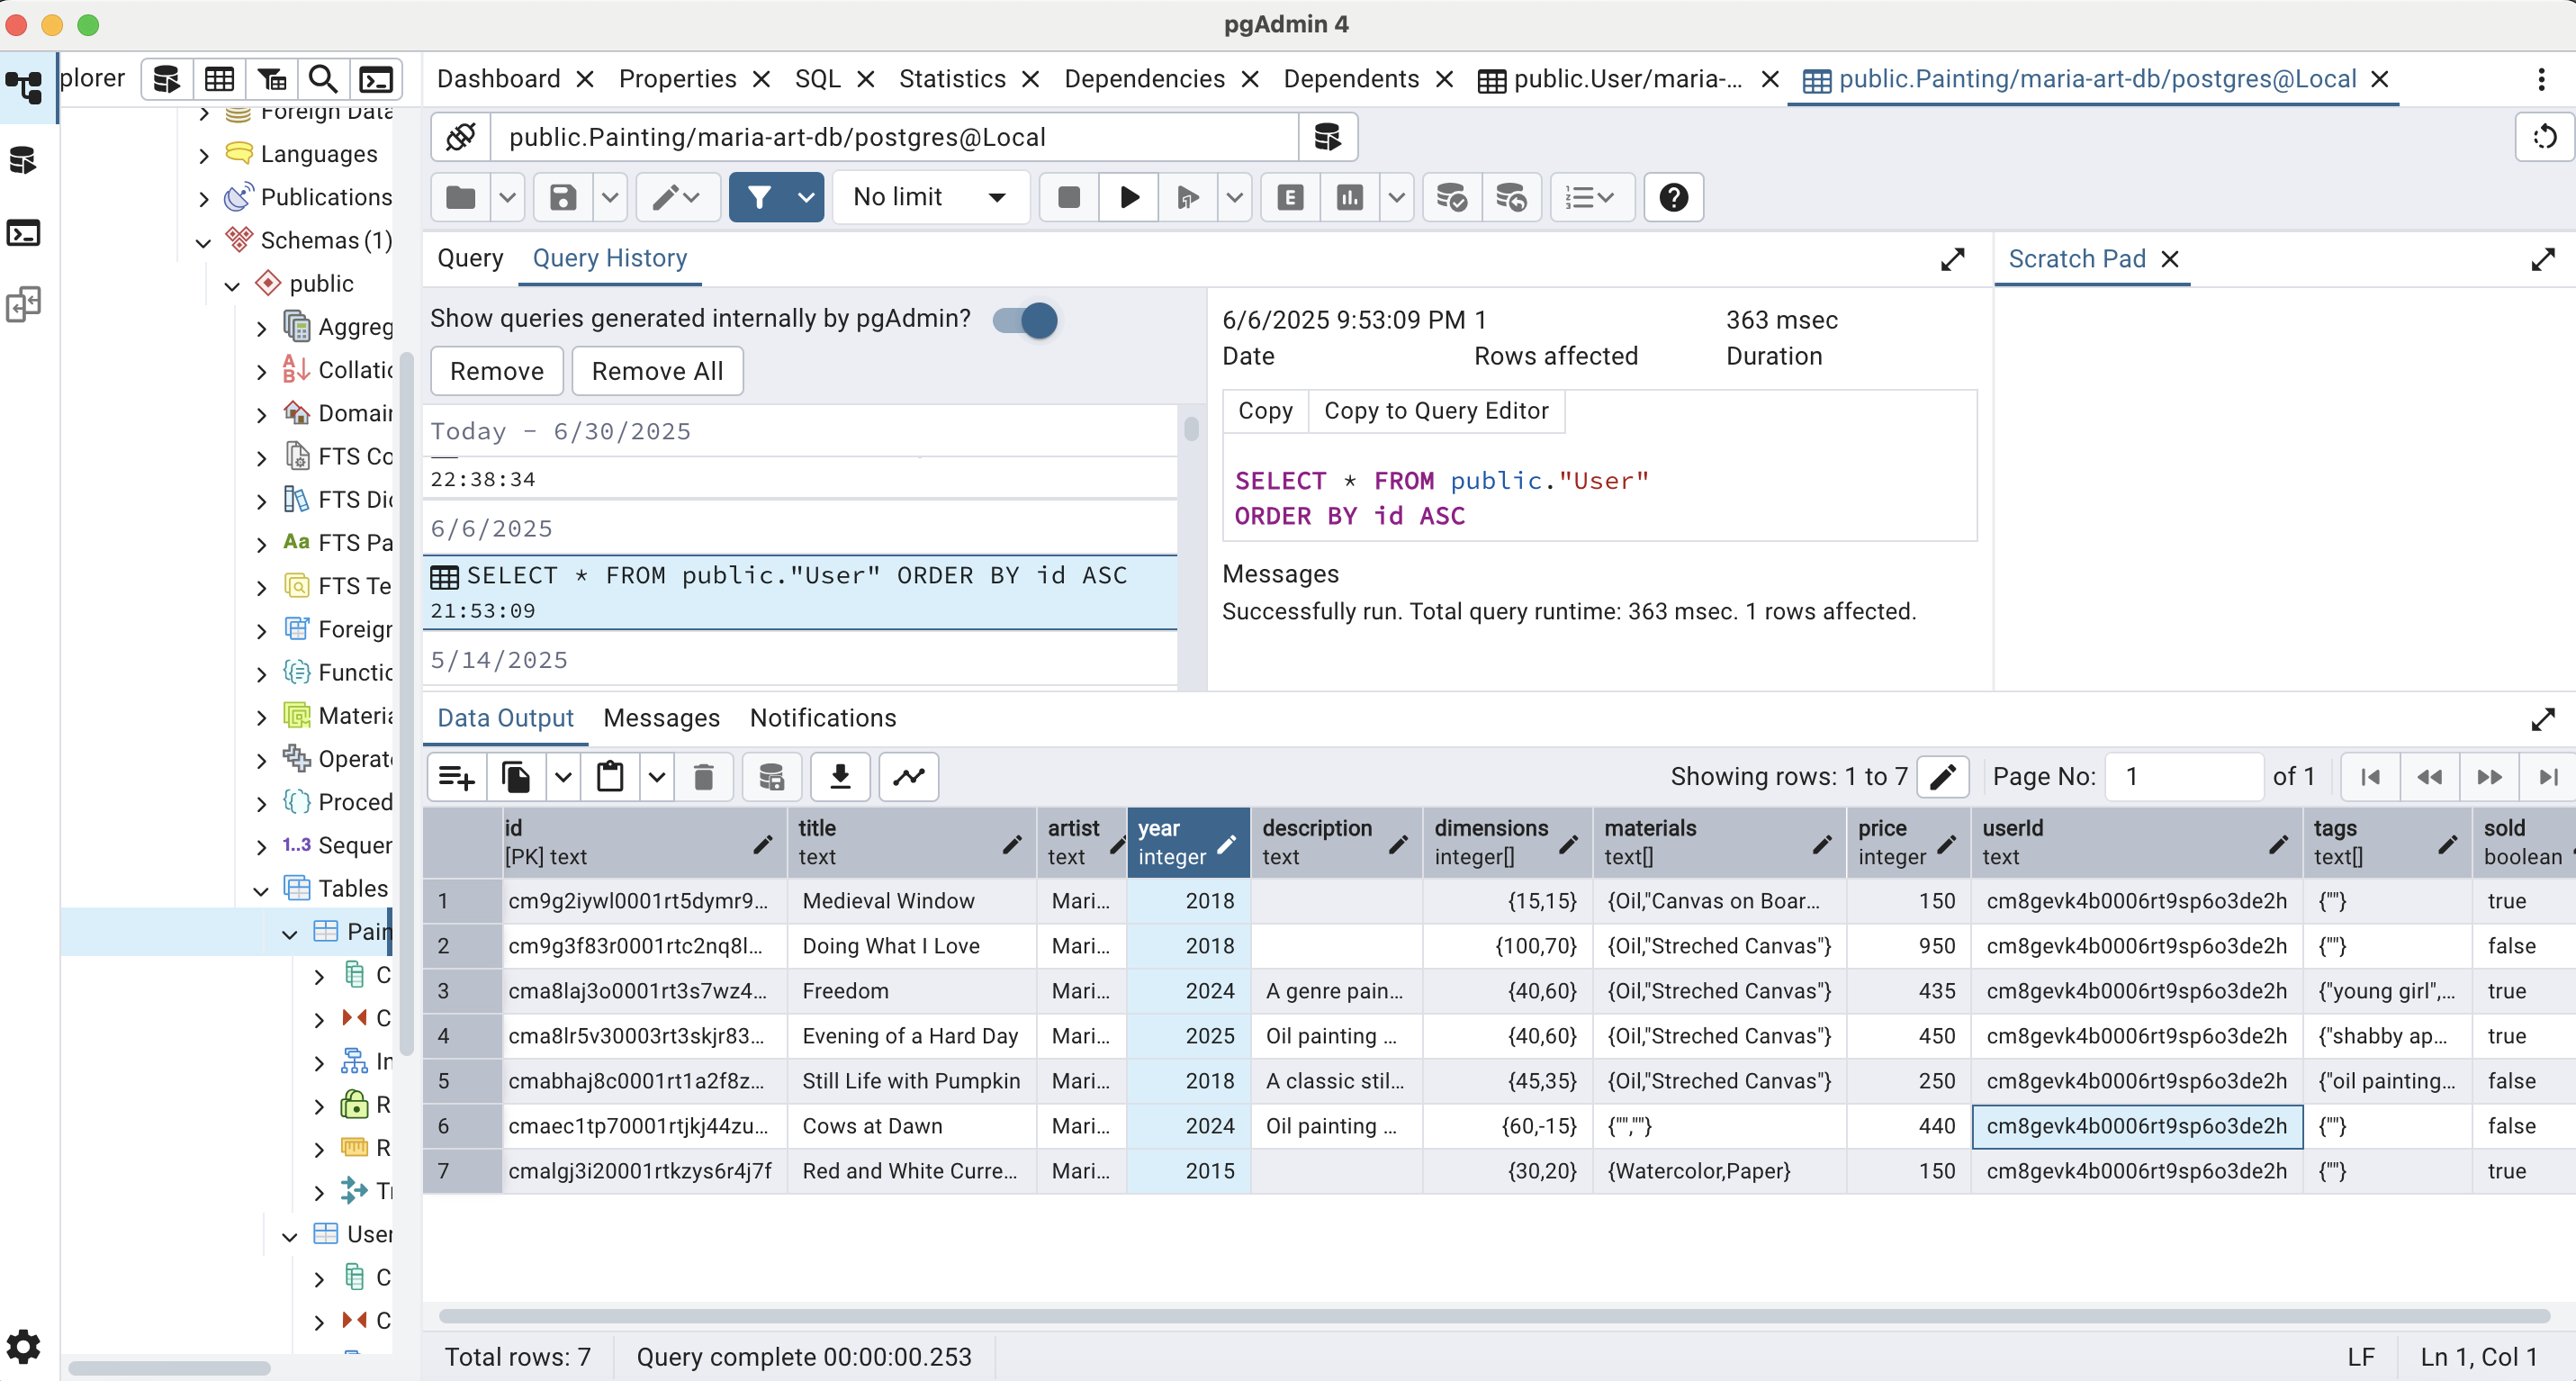 pgAdmin 4
plorer
Dashboard Properties SQL Statistics Dependencies Dependents public.User/maria-... public.Painting/maria-art-db/postgres@Local
Foreign Data
Languages
Publications
Schemas (1)
public
Aggreg
Collatio
Domair
FTS Co
FTS Dic
FTS Pa
FTS Te
Foreigr
Functic
Materia
Operat
Proced
1..3 Sequer
Tables
Pain
C
C
In
R
R
Tr
User
C
C
public.Painting/maria-art-db/postgres@Local
No limit
Query Query History
Scratch Pad
Show queries generated internally by pgAdmin?
Remove Remove All
Today - 6/30/2025
22:38:34
6/6/2025
SELECT * FROM public."User" ORDER BY id ASC
21:53:09
5/14/2025
6/6/2025 9:53:09 PM 1 363 msec
Date Rows affected Duration
Copy Copy to Query Editor
SELECT * FROM public."User"
ORDER BY id ASC
Messages
Successfully run. Total query runtime: 363 msec. 1 rows affected.
Data Output Messages Notifications
Showing rows: 1 to 7 Page No: 1 of 1
id title artist year description dimensions materials price userId tags sold
[PK] text text text integer text integer[] text[] integer text text[] boolean
1 cm9g2iywl0001rt5dymr9... Medieval Window Mari... 2018 {15,15} {Oil,"Canvas on Boar... 150 cm8gevk4b0006rt9sp6o3de2h {""} true
2 cm9g3f83r0001rtc2nq8l... Doing What I Love Mari... 2018 {100,70} {Oil,"Streched Canvas"} 950 cm8gevk4b0006rt9sp6o3de2h {""} false
3 cma8laj3o0001rt3s7wz4... Freedom Mari... 2024 A genre pain... {40,60} {Oil,"Streched Canvas"} 435 cm8gevk4b0006rt9sp6o3de2h {"young girl",... true
4 cma8lr5v30003rt3skjr83... Evening of a Hard Day Mari... 2025 Oil painting ... {40,60} {Oil,"Streched Canvas"} 450 cm8gevk4b0006rt9sp6o3de2h {"shabby ap... true
5 cmabhaj8c0001rt1a2f8z... Still Life with Pumpkin Mari... 2018 A classic stil... {45,35} {Oil,"Streched Canvas"} 250 cm8gevk4b0006rt9sp6o3de2h {"oil painting... false
6 cmaec1tp70001rtjkj44zu... Cows at Dawn Mari... 2024 Oil painting ... {60,-15} {"",""} 440 cm8gevk4b0006rt9sp6o3de2h {""} false
7 cmalgj3i20001rtkzys6r4j7f Red and White Curre... Mari... 2015 {30,20} {Watercolor,Paper} 150 cm8gevk4b0006rt9sp6o3de2h {""} true
Total rows: 7 Query complete 00:00:00.253 LF Ln 1, Col 1